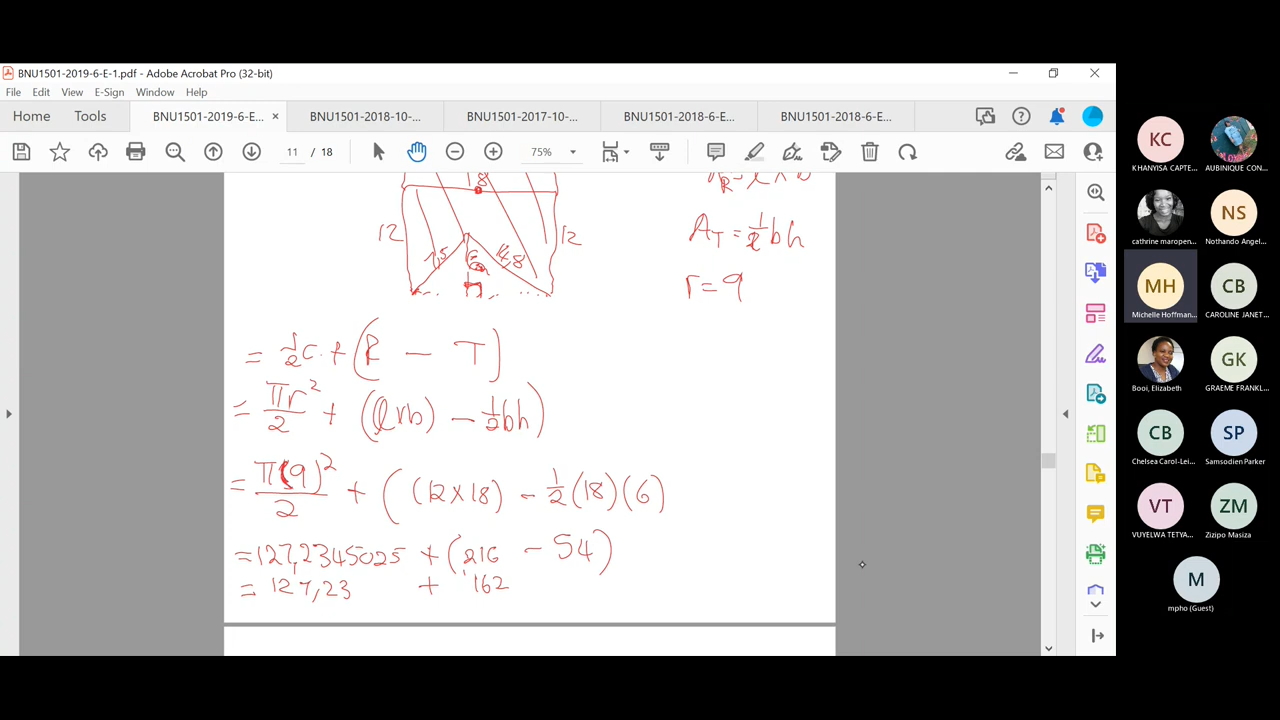 BNU1501-2019-6-E-1.pdf - Adobe Acrobat Pro (32-bit)
File Edit View E-Sign Window Help
Home Tools BNU1501-2019-6-E... × BNU1501-2018-10-... BNU1501-2017-10-... BNU1501-2018-6-E... BNU1501-2018-6-E...
11 / 18 75%
18
12 12
7,5 6 4,8
h
A_T = ½bh
r = 9
= ½C + (R - T)
= πr²/2 + ((l×b) - ½bh)
= π(9)²/2 + ((12×18) - ½(18)(6)
= 127,2345025 + (216 - 54)
= 127,23 + 162
KC
KHANYISA CAPTE...
AUBINIQUE CON...
cathrine maropen...
NS
Nothando Angel...
MH
Michelle Hoffman...
CB
CAROLINE JANET...
Booi, Elizabeth
GK
GRAEME FRANKL...
CB
Chelsea Carol-Lei...
SP
Samsodien Parker
VT
VUYELWA TETYA...
ZM
Zizipo Masiza
M
mpho (Guest)